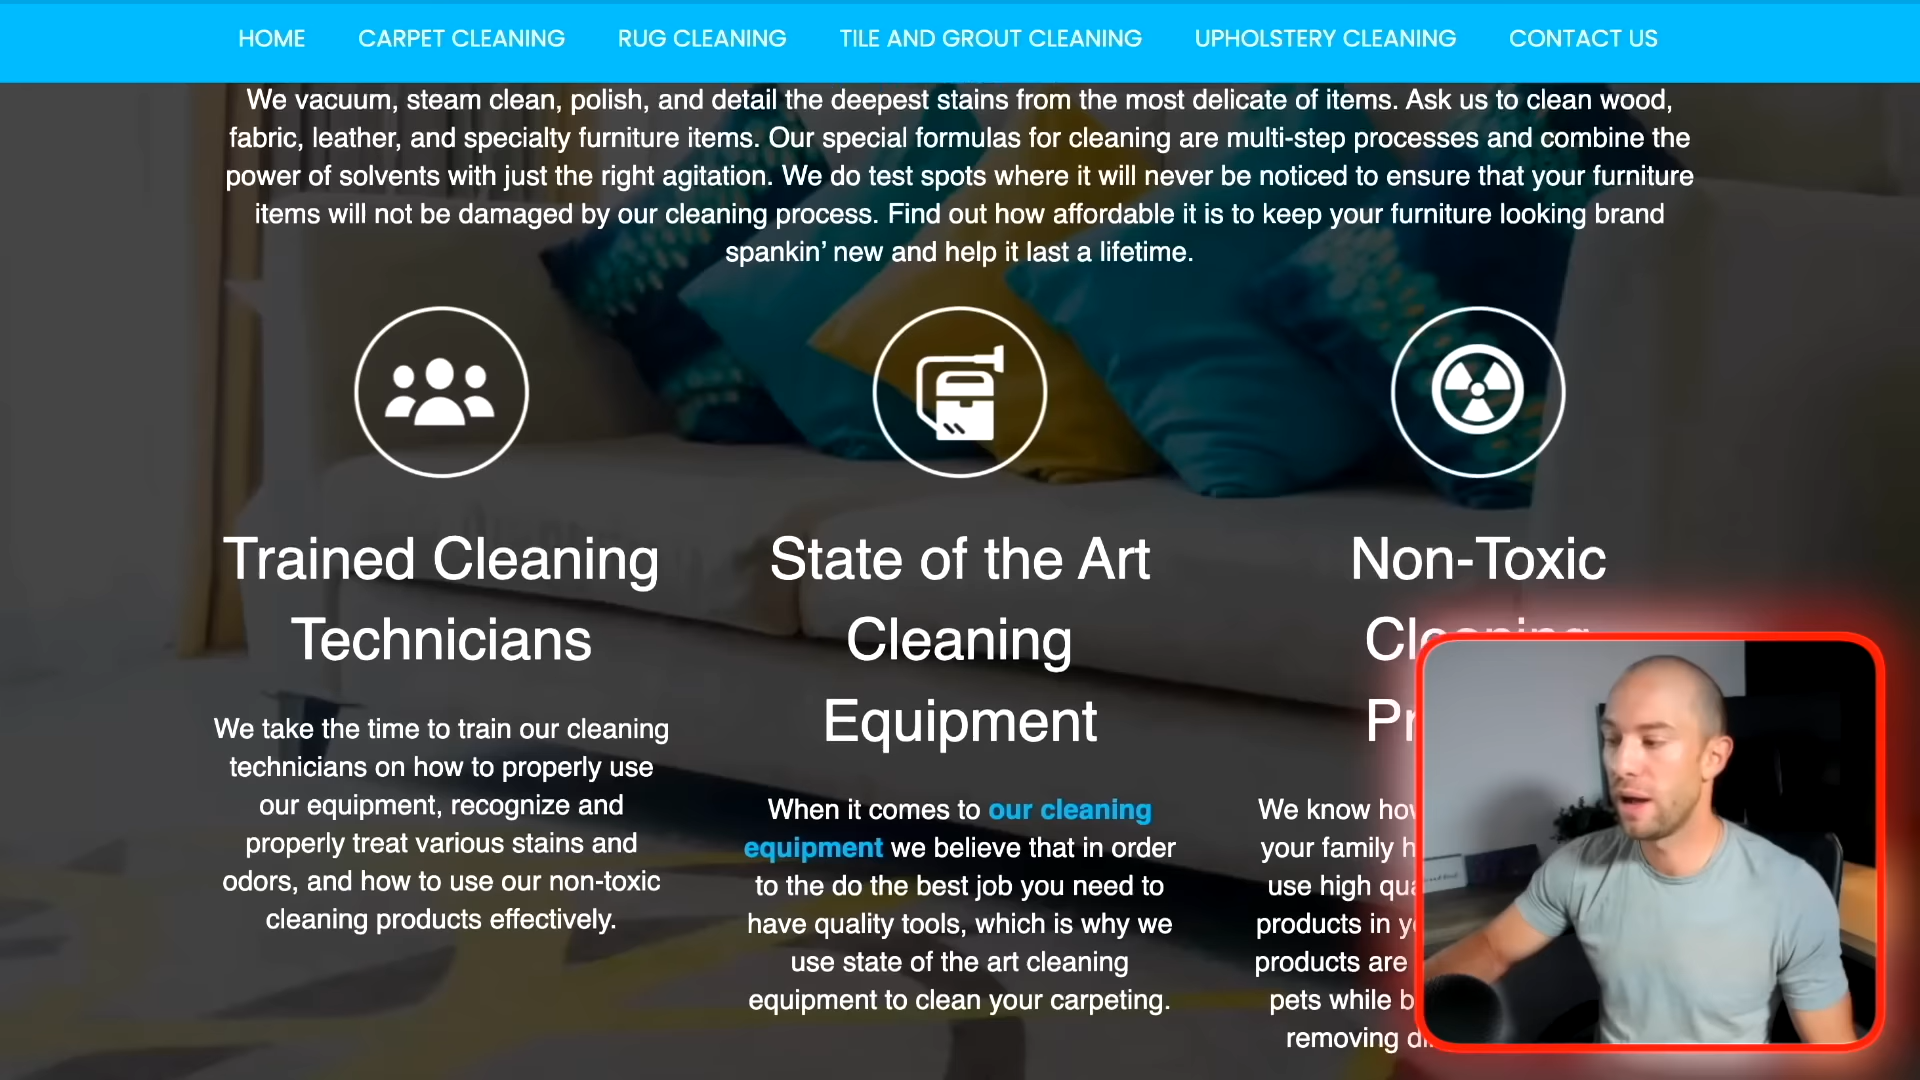 HOME CARPET CLEANING RUG CLEANING TILE AND GROUT CLEANING UPHOLSTERY CLEANING CONTACT US
We vacuum, steam clean, polish, and detail the deepest stains from the most delicate of items. Ask us to clean wood,
fabric, leather, and specialty furniture items. Our special formulas for cleaning are multi-step processes and combine the
power of solvents with just the right agitation. We do test spots where it will never be noticed to ensure that your furniture
items will not be damaged by our cleaning process. Find out how affordable it is to keep your furniture looking brand
spankin’ new and help it last a lifetime.
Trained Cleaning
Technicians
We take the time to train our cleaning
technicians on how to properly use
our equipment, recognize and
properly treat various stains and
odors, and how to use our non-toxic
cleaning products effectively.
State of the Art
Cleaning
Equipment
When it comes to our cleaning
equipment we believe that in order
to the do the best job you need to
have quality tools, which is why we
use state of the art cleaning
equipment to clean your carpeting.
Non-Toxic
Cleaning
We know
your family
use high
products in
products are
pets while
removing